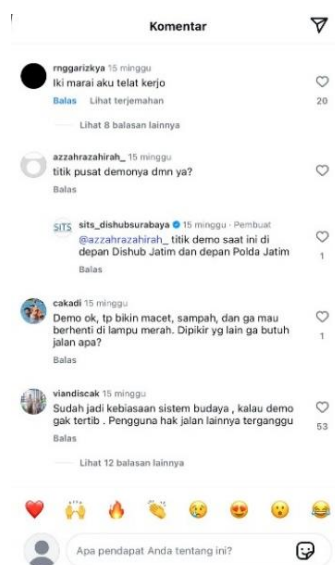 Komentar
rnggarizkya 15 minggu
Iki marai aku telat kerjo
20
Balas Lihat terjemahan
Lihat 8 balasan lainnya
azzahrazahirah_ 15 minggu
titik pusat demonya dmn ya?
Balas
SITS
sits_dishubsurabaya 15 minggu · Pembuat
@azzahrazahirah_ titik demo saat ini di
depan Dishub Jatim dan depan Polda Jatim
1
Balas
cakadi 15 minggu
Demo ok, tp bikin macet, sampah, dan ga mau
berhenti di lampu merah. Dipikir yg lain ga butuh
jalan apa?
1
Balas
viandiscak 15 minggu
Sudah jadi kebiasaan sistem budaya , kalau demo
gak tertib . Pengguna hak jalan lainnya terganggu
53
Balas
Lihat 12 balasan lainnya
Apa pendapat Anda tentang ini?